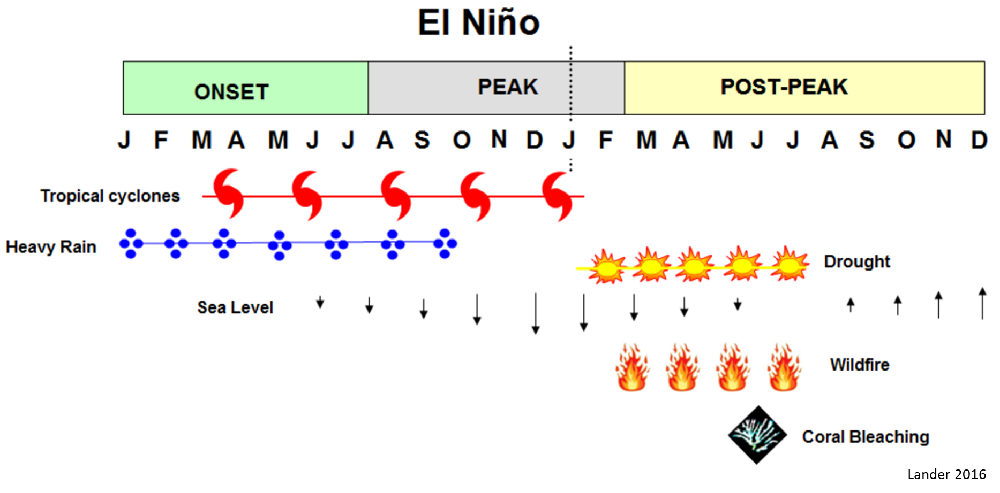 El Niño
ONSET PEAK POST-PEAK
J F M A M J J A S O N D J F M A M J J A S O N D
Tropical cyclones
Heavy Rain
Drought
Sea Level
Wildfire
Coral Bleaching
Lander 2016